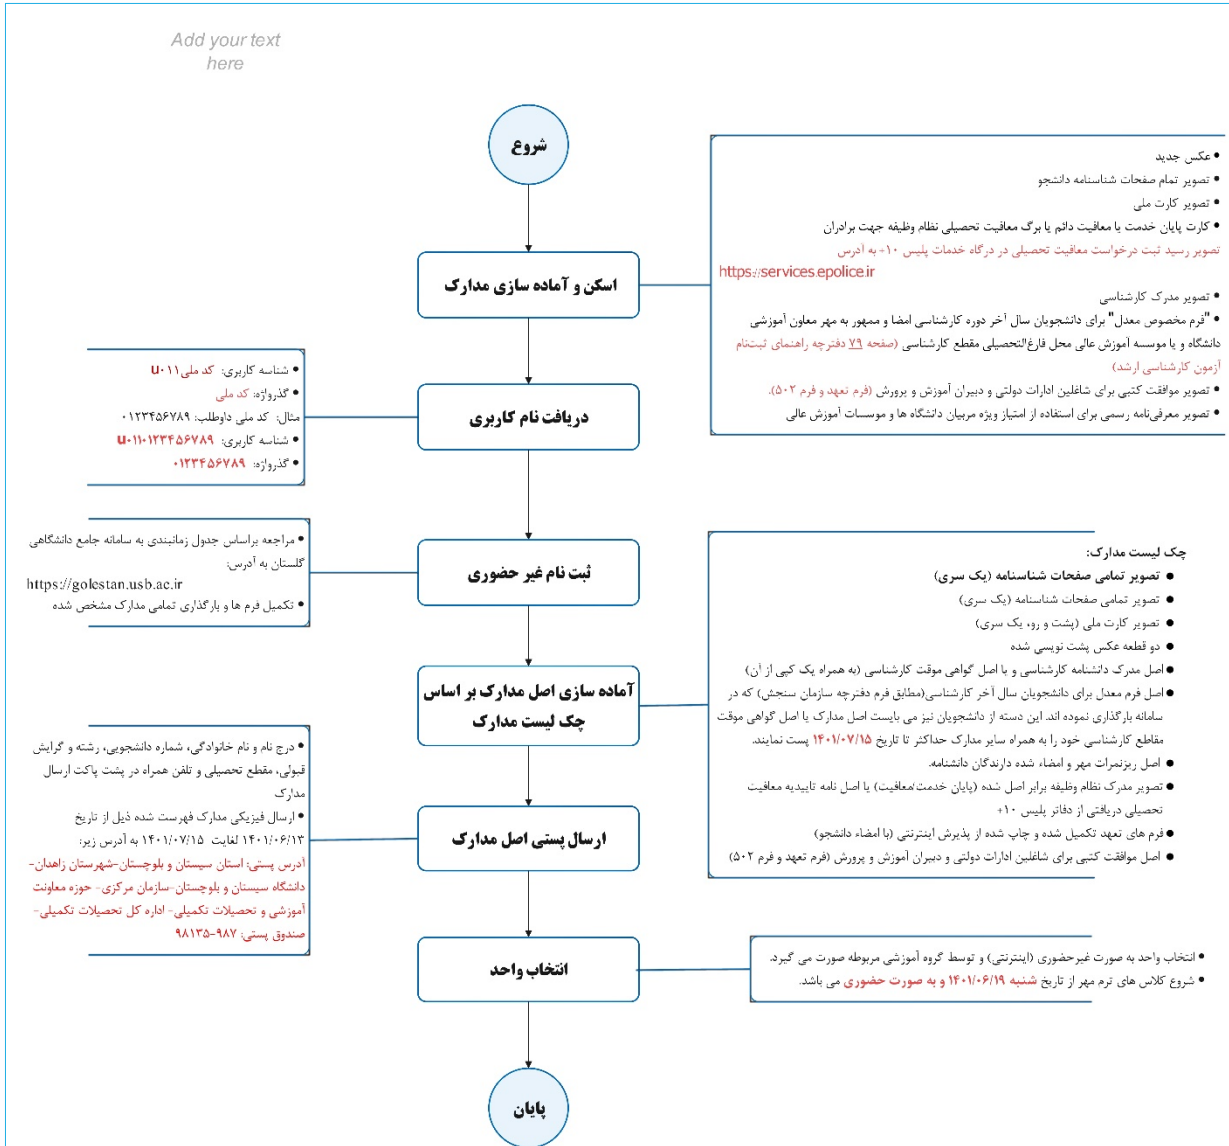 Add your text
here
شروع
اسکن و آماده سازی مدارک
• عکس جدید
• تصویر تمام صفحات شناسنامه دانشجو
• تصویر کارت ملی
• کارت پایان خدمت یا معافیت دائم یا برگ معافیت تحصیلی نظام وظیفه جهت برادران
تصویر رسید ثبت درخواست معافیت تحصیلی در درگاه خدمات پلیس ۱۰+ به آدرس
https://services.epolice.ir
• تصویر مدرک کارشناسی
• "فرم مخصوص معدل" برای دانشجویان سال آخر دوره کارشناسی امضا و ممهور به مهر معاون آموزشی
دانشگاه و یا موسسه آموزش عالی محل فارغ‌التحصیلی مقطع کارشناسی (صفحه ۷۹ دفترچه راهنمای ثبت‌نام
آزمون کارشناسی ارشد)
• تصویر موافقت کتبی برای شاغلین ادارات دولتی و دبیران آموزش و پرورش (فرم تعهد و فرم ۵۰۲).
• تصویر معرفی‌نامه رسمی برای استفاده از امتیاز ویژه مربیان دانشگاه ها و موسسات آموزش عالی
دریافت نام کاربری
• شناسه کاربری: کد ملی u۰۱۱
• گذرواژه: کد ملی
مثال: کد ملی داوطلب: ۰۱۲۳۴۵۶۷۸۹
• شناسه کاربری: u۰۱۱۰۱۲۳۴۵۶۷۸۹
• گذرواژه: ۰۱۲۳۴۵۶۷۸۹
ثبت نام غیر حضوری
• مراجعه براساس جدول زمانبندی به سامانه جامع دانشگاهی
گلستان به آدرس:
https://golestan.usb.ac.ir
• تکمیل فرم ها و بارگذاری تمامی مدارک مشخص شده
آماده سازی اصل مدارک بر اساس
چک لیست مدارک
چک لیست مدارک:
● تصویر تمامی صفحات شناسنامه (یک سری)
● تصویر تمامی صفحات شناسنامه (یک سری)
● تصویر کارت ملی (پشت و رو، یک سری)
● دو قطعه عکس پشت نویسی شده
● اصل مدرک دانشنامه کارشناسی و یا اصل گواهی موقت کارشناسی (به همراه یک کپی از آن)
● اصل فرم معدل برای دانشجویان سال آخر کارشناسی(مطابق فرم دفترچه سازمان سنجش) که در
سامانه بارگذاری نموده اند. این دسته از دانشجویان نیز می بایست اصل مدارک یا اصل گواهی موقت
مقاطع کارشناسی خود را به همراه سایر مدارک حداکثر تا تاریخ ۱۴۰۱/۰۷/۱۵ پست نمایند.
● اصل ریزنمرات مهر و امضاء شده دارندگان دانشنامه.
● تصویر مدرک نظام وظیفه برابر اصل شده (پایان خدمت/معافیت) یا اصل نامه تاییدیه معافیت
تحصیلی دریافتی از دفاتر پلیس ۱۰+
● فرم های تعهد تکمیل شده و چاپ شده از پذیرش اینترنتی (با امضاء دانشجو)
● اصل موافقت کتبی برای شاغلین ادارات دولتی و دبیران آموزش و پرورش (فرم تعهد و فرم ۵۰۲)
ارسال پستی اصل مدارک
• درج نام و نام خانوادگی، شماره دانشجویی، رشته و گرایش
قبولی، مقطع تحصیلی و تلفن همراه در پشت پاکت ارسال
مدارک
• ارسال فیزیکی مدارک فهرست شده ذیل از تاریخ
۱۴۰۱/۰۶/۱۳ لغایت ۱۴۰۱/۰۷/۱۵ به آدرس زیر:
آدرس پستی: استان سیستان و بلوچستان-شهرستان زاهدان-
دانشگاه سیستان و بلوچستان-سازمان مرکزی- حوزه معاونت
آموزشی و تحصیلات تکمیلی- اداره کل تحصیلات تکمیلی-
صندوق پستی: ۹۸۷-۹۸۱۳۵
انتخاب واحد
• انتخاب واحد به صورت غیرحضوری (اینترنتی) و توسط گروه آموزشی مربوطه صورت می گیرد.
• شروع کلاس های ترم مهر از تاریخ شنبه ۱۴۰۱/۰۶/۱۹ و به صورت حضوری می باشد.
پایان